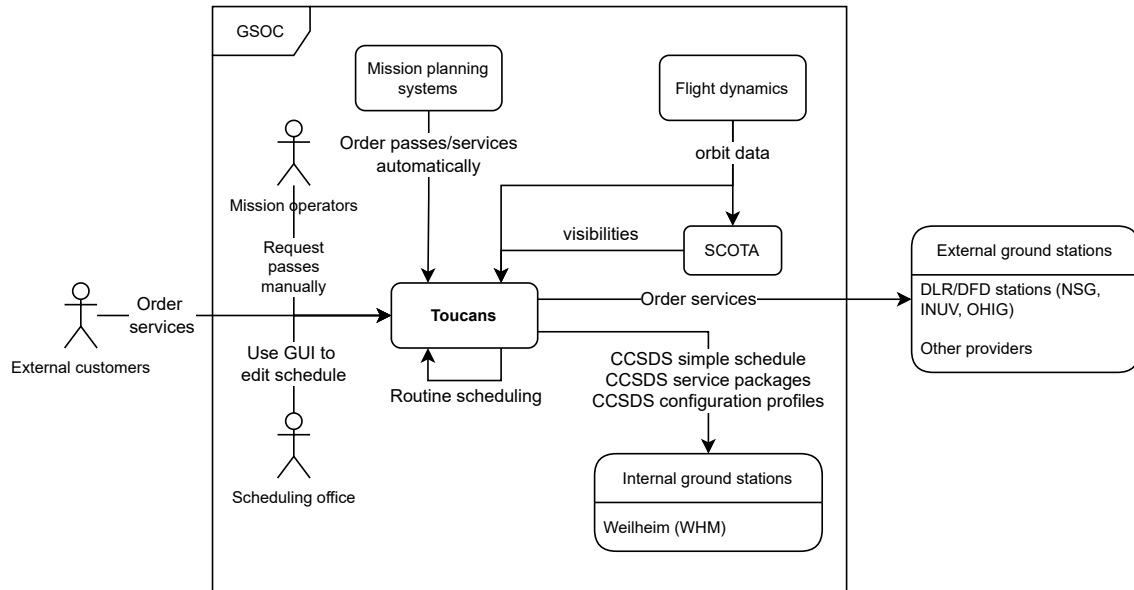 GSOC
Mission planning
systems
Flight dynamics
Order passes/services
automatically
orbit data
Mission operators
visibilities
SCOTA
External ground stations
DLR/DFD stations (NSG,
INUV, OHIG)
Other providers
Request
passes
manually
Order
services
Toucans
Order services
External customers
Use GUI to
edit schedule
Routine scheduling
CCSDS simple schedule
CCSDS service packages
CCSDS configuration profiles
Scheduling office
Internal ground stations
Weilheim (WHM)